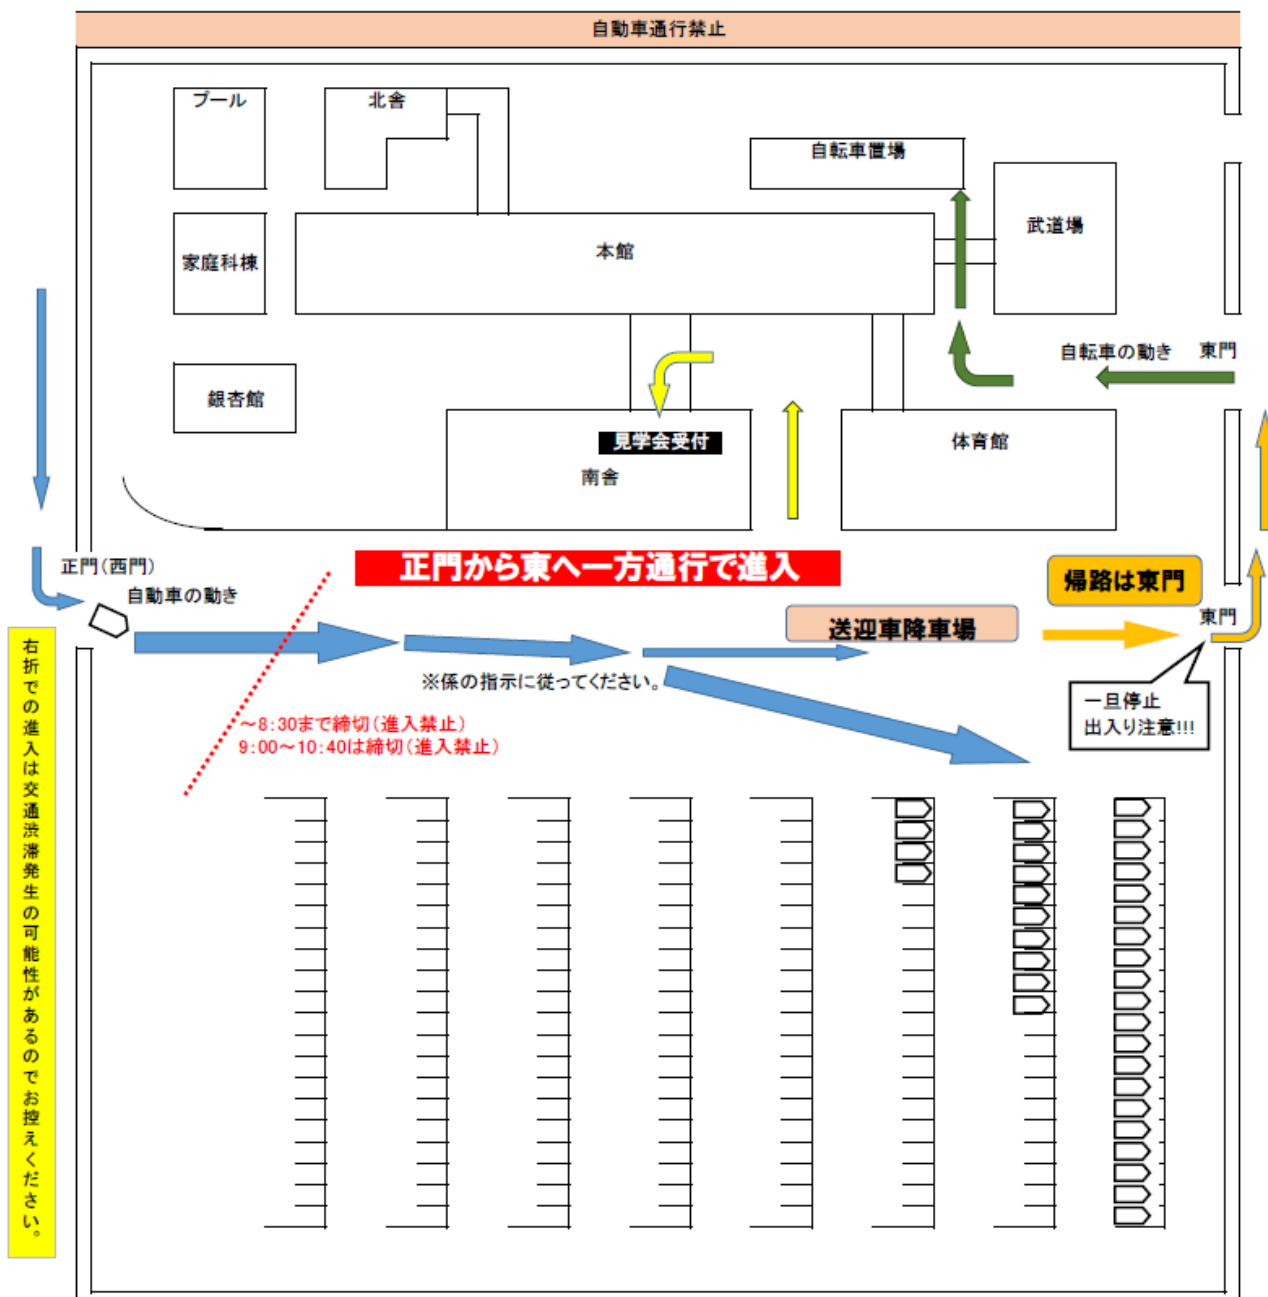 自動車通行禁止
プール
北舎
自転車置場
武道場
本館
家庭科棟
自転車の動き
東門
銀杏館
見学会受付
南舎
体育館
正門から東へ一方通行で進入
正門(西門)
自動車の動き
帰路は東門
送迎車降車場
東門
※係の指示に従ってください。
一旦停止
出入り注意!!!
～8:30まで締切(進入禁止)
9:00～10:40は締切(進入禁止)
右折での進入は交通渋滞発生の可能性があるのでお控えください。